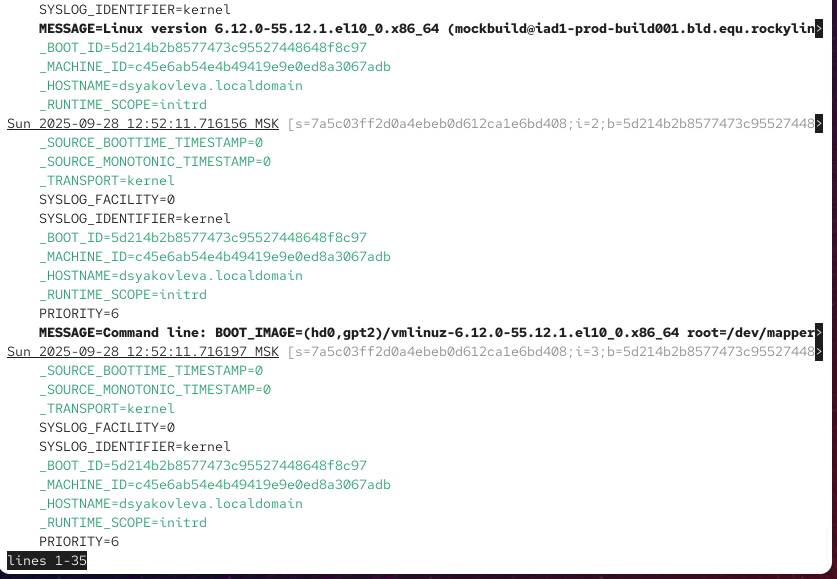 SYSLOG_IDENTIFIER=kernel
MESSAGE=Linux version 6.12.0-55.12.1.el10_0.x86_64 (mockbuild@iad1-prod-build001.bld.equ.rockylin>
_BOOT_ID=5d214b2b8577473c95527448648f8c97
_MACHINE_ID=c45e6ab54e4b49419e9e0ed8a3067adb
_HOSTNAME=dsyakovleva.localdomain
_RUNTIME_SCOPE=initrd
Sun 2025-09-28 12:52:11.716156 MSK [s=7a5c03ff2d0a4ebeb0d612ca1e6bd408;i=2;b=5d214b2b8577473c95527448>
_SOURCE_BOOTTIME_TIMESTAMP=0
_SOURCE_MONOTONIC_TIMESTAMP=0
_TRANSPORT=kernel
SYSLOG_FACILITY=0
SYSLOG_IDENTIFIER=kernel
_BOOT_ID=5d214b2b8577473c95527448648f8c97
_MACHINE_ID=c45e6ab54e4b49419e9e0ed8a3067adb
_HOSTNAME=dsyakovleva.localdomain
_RUNTIME_SCOPE=initrd
PRIORITY=6
MESSAGE=Command line: BOOT_IMAGE=(hd0,gpt2)/vmlinuz-6.12.0-55.12.1.el10_0.x86_64 root=/dev/mapper>
Sun 2025-09-28 12:52:11.716197 MSK [s=7a5c03ff2d0a4ebeb0d612ca1e6bd408;i=3;b=5d214b2b8577473c95527448>
_SOURCE_BOOTTIME_TIMESTAMP=0
_SOURCE_MONOTONIC_TIMESTAMP=0
_TRANSPORT=kernel
SYSLOG_FACILITY=0
SYSLOG_IDENTIFIER=kernel
_BOOT_ID=5d214b2b8577473c95527448648f8c97
_MACHINE_ID=c45e6ab54e4b49419e9e0ed8a3067adb
_HOSTNAME=dsyakovleva.localdomain
_RUNTIME_SCOPE=initrd
PRIORITY=6
lines 1-35